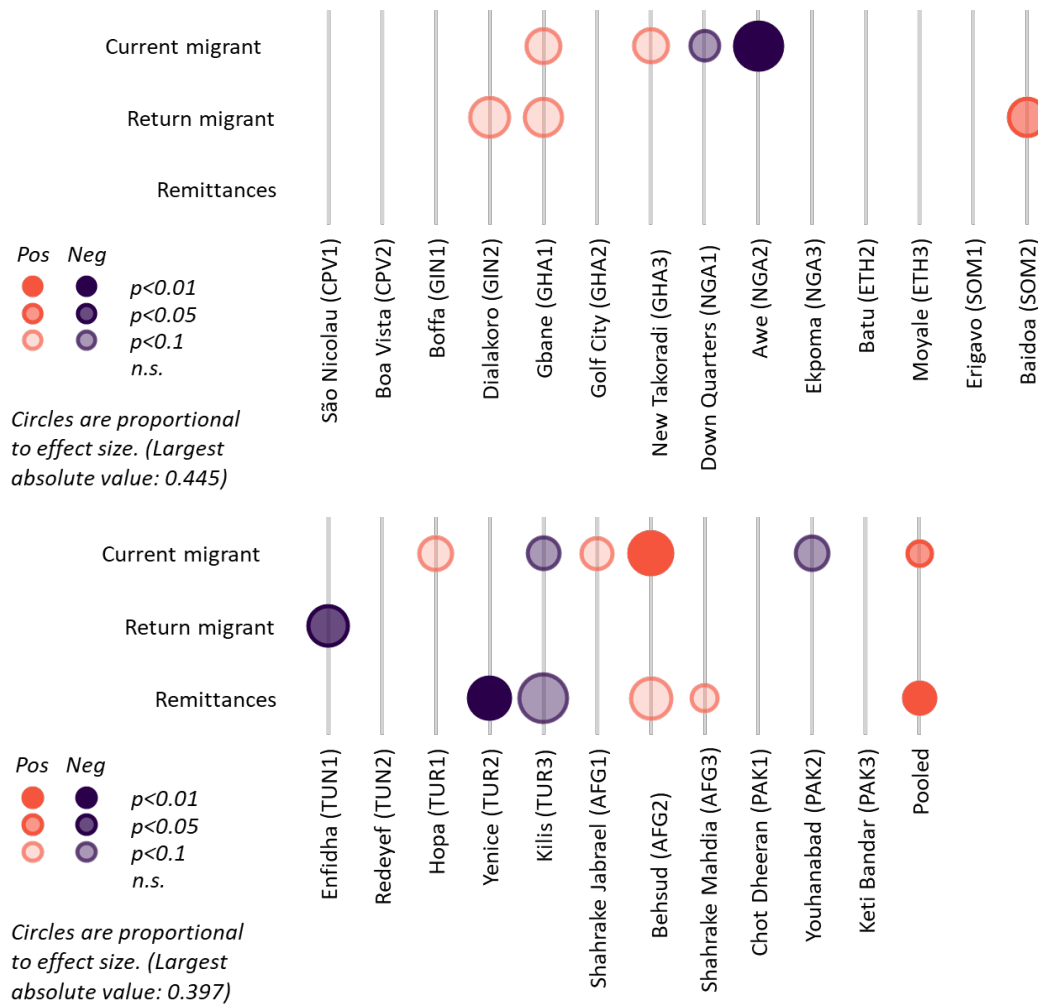 Current migrant
Return migrant
Remittances
São Nicolau (CPV1)
Boa Vista (CPV2)
Boffa (GIN1)
Dialakoro (GIN2)
Gbane (GHA1)
Golf City (GHA2)
New Takoradi (GHA3)
Down Quarters (NGA1)
Awe (NGA2)
Ekpoma (NGA3)
Batu (ETH2)
Moyale (ETH3)
Erigavo (SOM1)
Baidoa (SOM2)
Pos Neg
p<0.01
p<0.05
p<0.1
n.s.
Circles are proportional
to effect size. (Largest
absolute value: 0.445)
Current migrant
Return migrant
Remittances
Enfidha (TUN1)
Redeyef (TUN2)
Hopa (TUR1)
Yenice (TUR2)
Kilis (TUR3)
Shahrake Jabrael (AFG1)
Behsud (AFG2)
Shahrake Mahdia (AFG3)
Chot Dheeran (PAK1)
Youhanabad (PAK2)
Keti Bandar (PAK3)
Pooled
Pos Neg
p<0.01
p<0.05
p<0.1
n.s.
Circles are proportional
to effect size. (Largest
absolute value: 0.397)